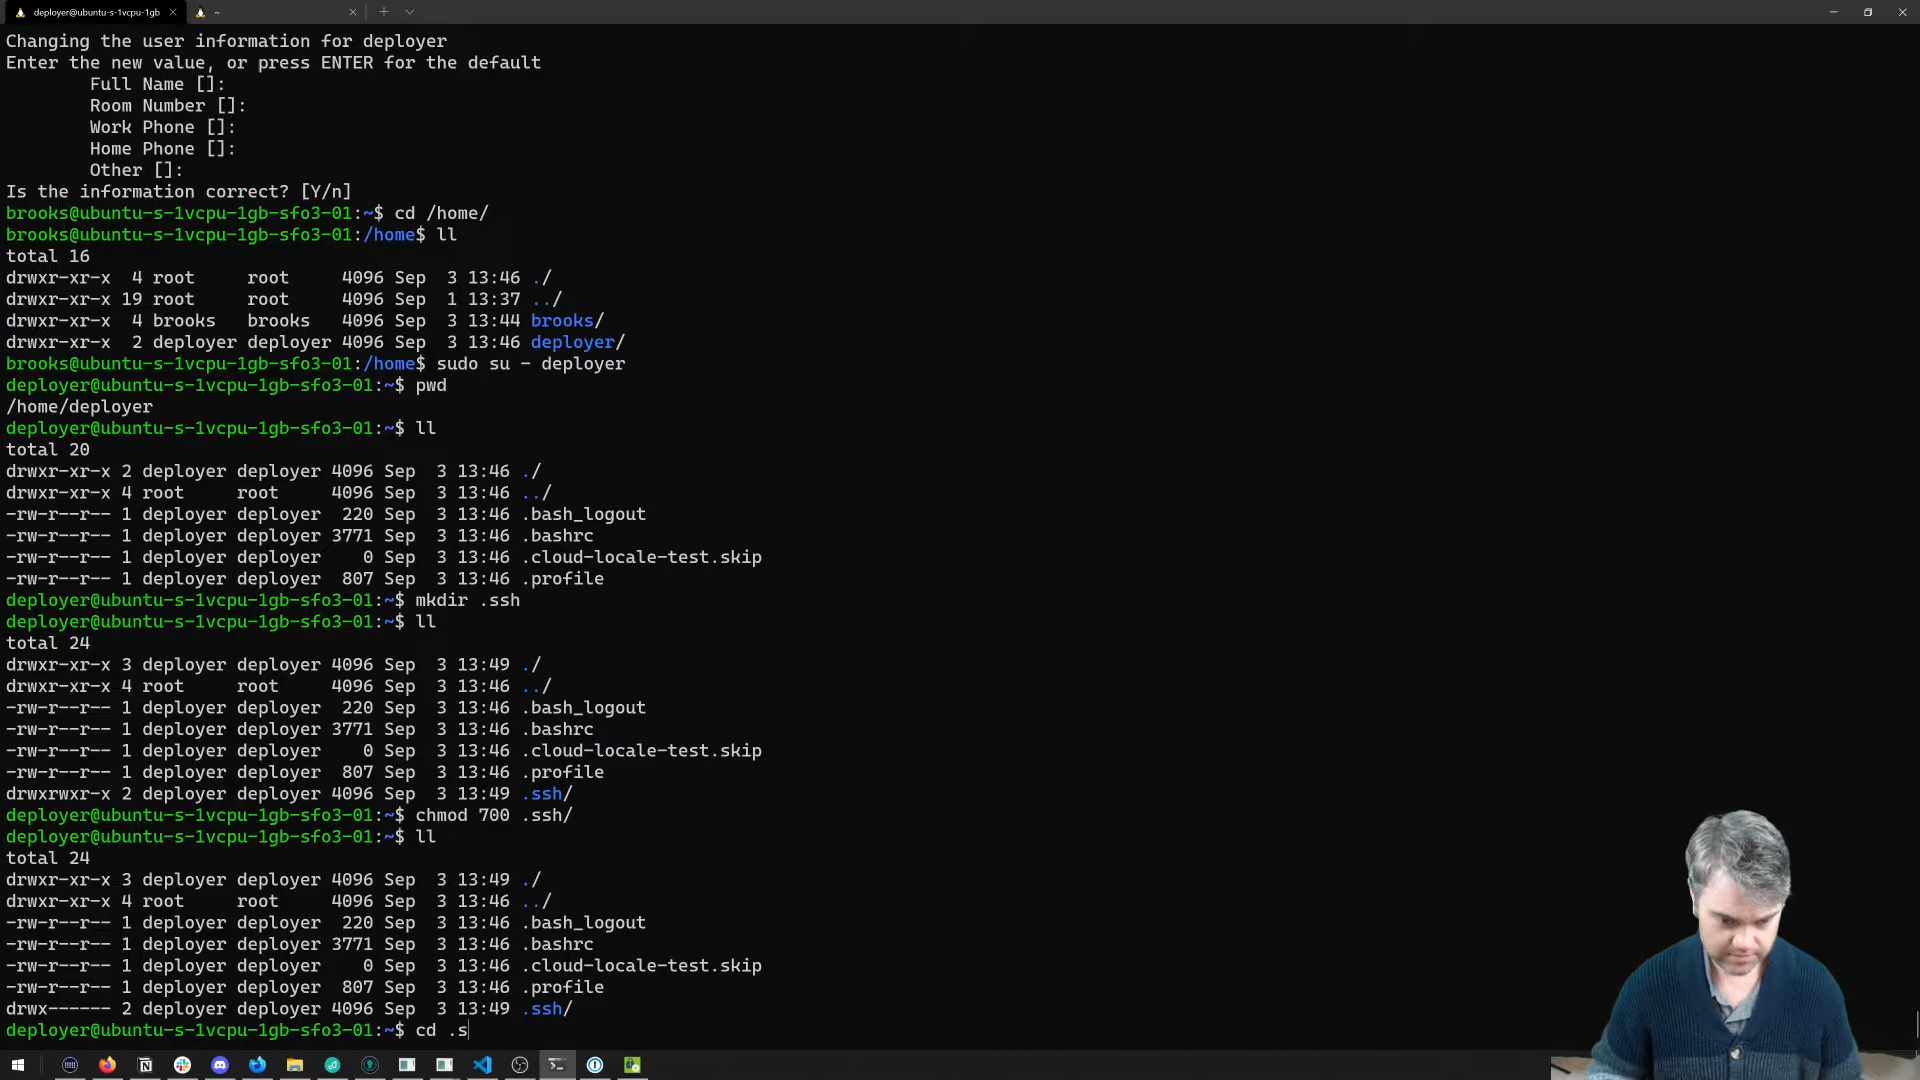 deployer@ubuntu-s-1vcpu-1gb
~
Changing the user information for deployer
Enter the new value, or press ENTER for the default
Full Name []:
Room Number []:
Work Phone []:
Home Phone []:
Other []:
Is the information correct? [Y/n]
brooks@ubuntu-s-1vcpu-1gb-sfo3-01:~$ cd /home/
brooks@ubuntu-s-1vcpu-1gb-sfo3-01:/home$ ll
total 16
drwxr-xr-x  4 root     root     4096 Sep  3 13:46 ./
drwxr-xr-x 19 root     root     4096 Sep  1 13:37 ../
drwxr-xr-x  4 brooks   brooks   4096 Sep  3 13:44 brooks/
drwxr-xr-x  2 deployer deployer 4096 Sep  3 13:46 deployer/
brooks@ubuntu-s-1vcpu-1gb-sfo3-01:/home$ sudo su - deployer
deployer@ubuntu-s-1vcpu-1gb-sfo3-01:~$ pwd
/home/deployer
deployer@ubuntu-s-1vcpu-1gb-sfo3-01:~$ ll
total 20
drwxr-xr-x 2 deployer deployer 4096 Sep  3 13:46 ./
drwxr-xr-x 4 root     root     4096 Sep  3 13:46 ../
-rw-r--r-- 1 deployer deployer  220 Sep  3 13:46 .bash_logout
-rw-r--r-- 1 deployer deployer 3771 Sep  3 13:46 .bashrc
-rw-r--r-- 1 deployer deployer    0 Sep  3 13:46 .cloud-locale-test.skip
-rw-r--r-- 1 deployer deployer  807 Sep  3 13:46 .profile
deployer@ubuntu-s-1vcpu-1gb-sfo3-01:~$ mkdir .ssh
deployer@ubuntu-s-1vcpu-1gb-sfo3-01:~$ ll
total 24
drwxr-xr-x 3 deployer deployer 4096 Sep  3 13:49 ./
drwxr-xr-x 4 root     root     4096 Sep  3 13:46 ../
-rw-r--r-- 1 deployer deployer  220 Sep  3 13:46 .bash_logout
-rw-r--r-- 1 deployer deployer 3771 Sep  3 13:46 .bashrc
-rw-r--r-- 1 deployer deployer    0 Sep  3 13:46 .cloud-locale-test.skip
-rw-r--r-- 1 deployer deployer  807 Sep  3 13:46 .profile
drwxrwxr-x 2 deployer deployer 4096 Sep  3 13:49 .ssh/
deployer@ubuntu-s-1vcpu-1gb-sfo3-01:~$ chmod 700 .ssh/
deployer@ubuntu-s-1vcpu-1gb-sfo3-01:~$ ll
total 24
drwxr-xr-x 3 deployer deployer 4096 Sep  3 13:49 ./
drwxr-xr-x 4 root     root     4096 Sep  3 13:46 ../
-rw-r--r-- 1 deployer deployer  220 Sep  3 13:46 .bash_logout
-rw-r--r-- 1 deployer deployer 3771 Sep  3 13:46 .bashrc
-rw-r--r-- 1 deployer deployer    0 Sep  3 13:46 .cloud-locale-test.skip
-rw-r--r-- 1 deployer deployer  807 Sep  3 13:46 .profile
drwx------ 2 deployer deployer 4096 Sep  3 13:49 .ssh/
deployer@ubuntu-s-1vcpu-1gb-sfo3-01:~$ cd .s